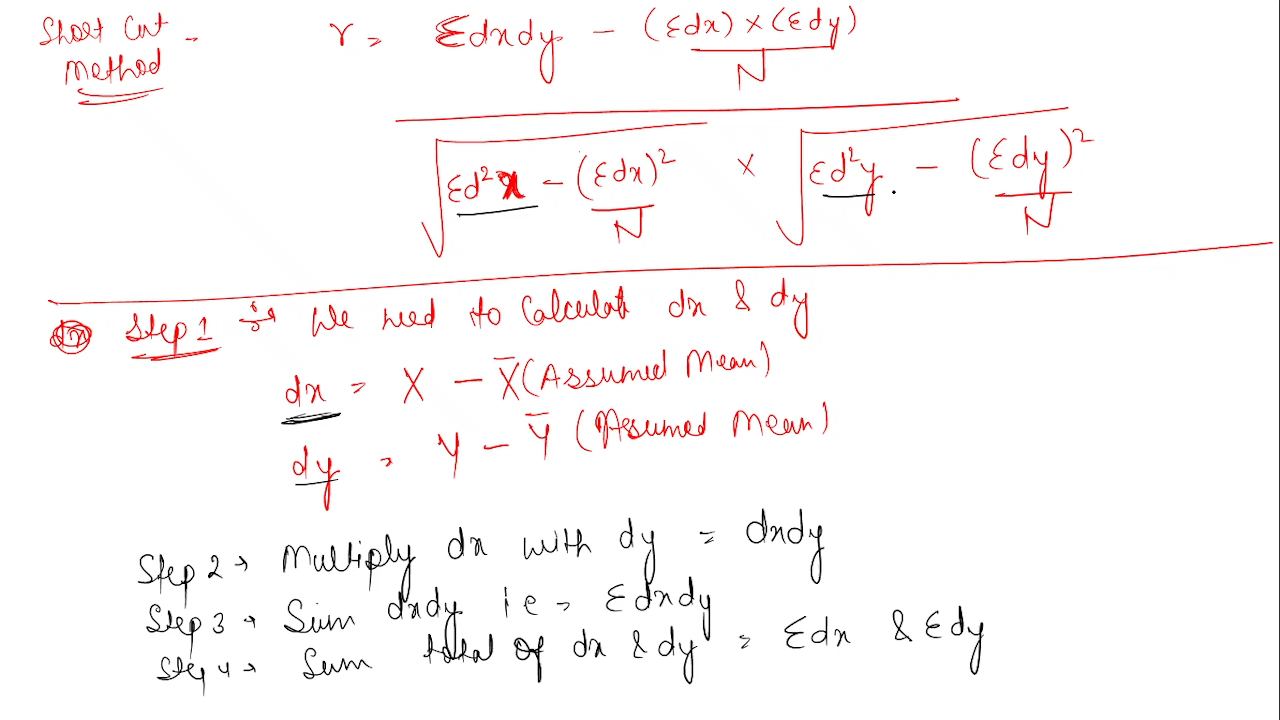 Short Cut Method - r = Σdxdy - (Σdx) × (Σdy) / N
√Σd²x - (Σdx)² / N × √Σd²y - (Σdy)² / N
Step 1 :→ We need to Calculate dx & dy
dx = X - X̅ (Assumed Mean)
dy = Y - Y̅ (Assumed Mean)
Step 2 → Multiply dx with dy = dxdy
Step 3 → Sum dxdy i e = Σdxdy
Step 4 → Sum total of dx & dy = Σdx & Σdy